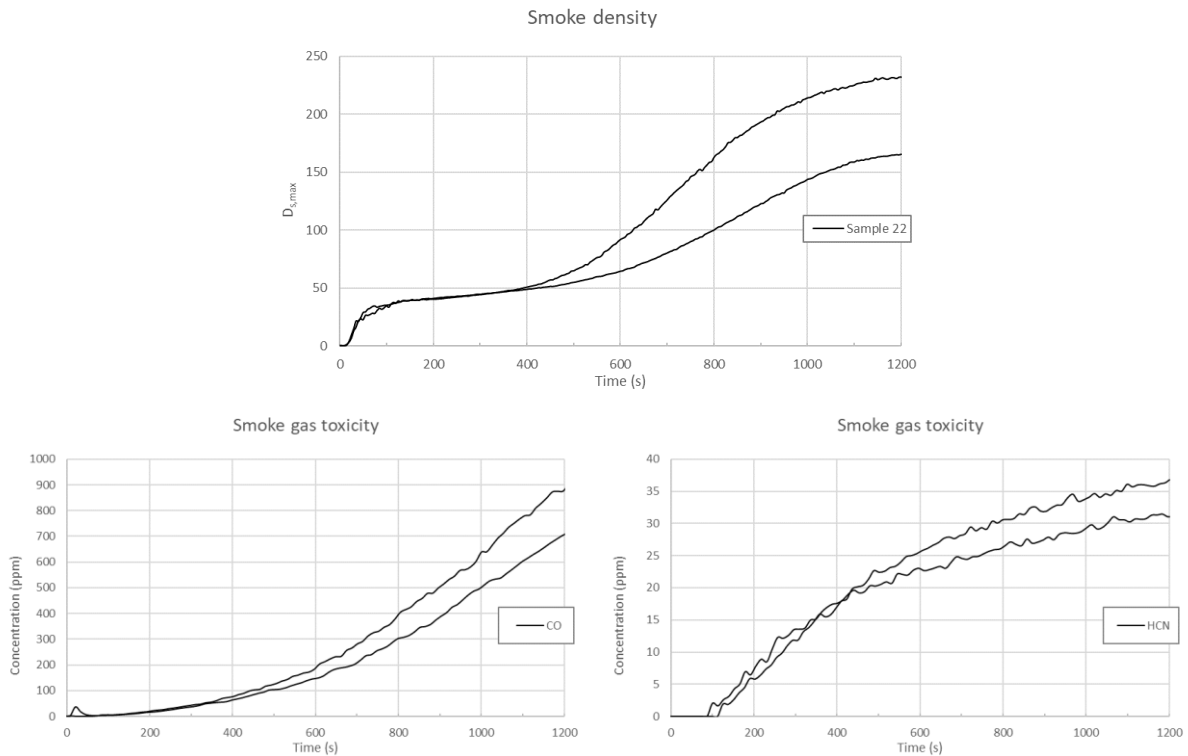 Smoke density
250
200
150
100
50
0
D_s,max
Sample 22
0 200 400 600 800 1000 1200
Time (s)
Smoke gas toxicity
1000
900
800
700
600
500
400
300
200
100
0
Concentration (ppm)
CO
0 200 400 600 800 1000 1200
Time (s)
Smoke gas toxicity
40
35
30
25
20
15
10
5
0
Concentration (ppm)
HCN
0 200 400 600 800 1000 1200
Time (s)